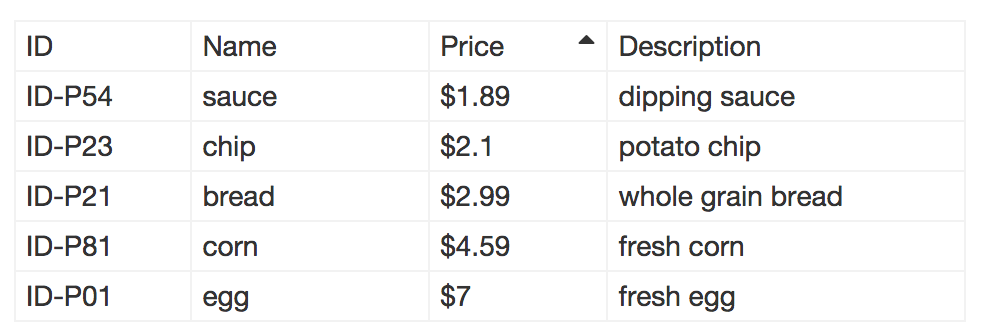 ID Name Price Description
ID-P54 sauce $1.89 dipping sauce
ID-P23 chip $2.1 potato chip
ID-P21 bread $2.99 whole grain bread
ID-P81 corn $4.59 fresh corn
ID-P01 egg $7 fresh egg